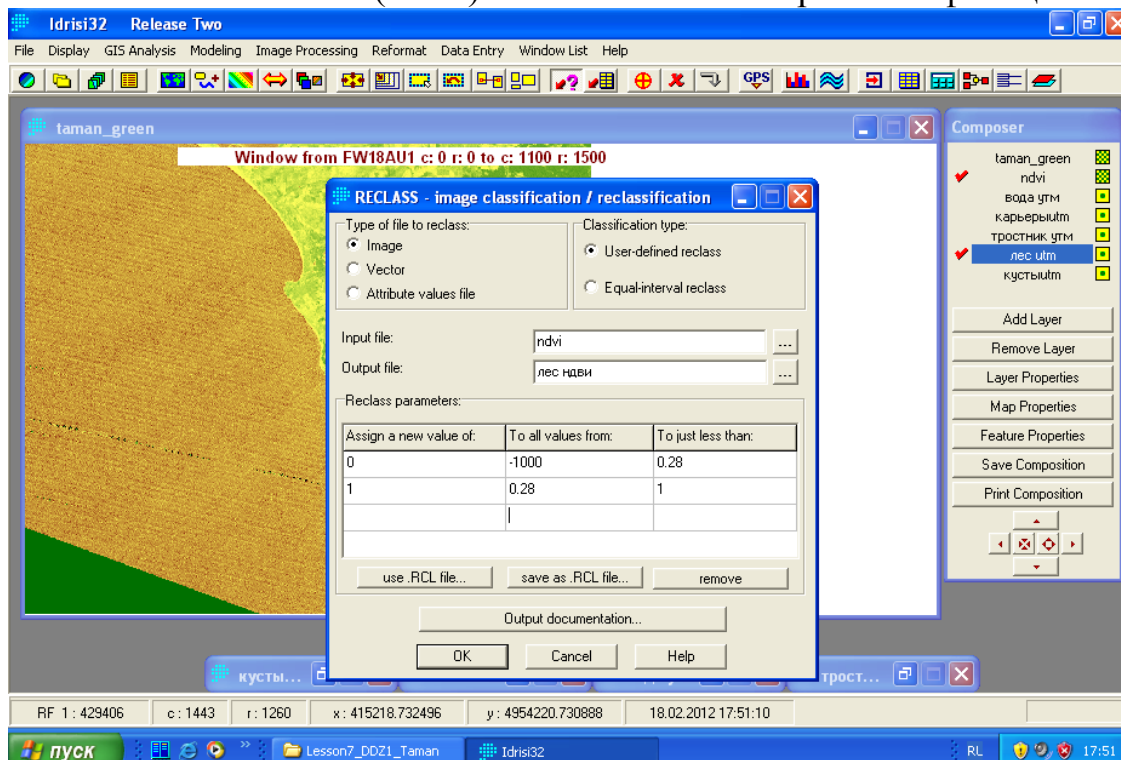 Idrisi32 Release Two
File Display GIS Analysis Modeling Image Processing Reformat Data Entry Window List Help
GPS
taman_green
Window from FW18AU1 c: 0 r: 0 to c: 1100 r: 1500
RECLASS - image classification / reclassification
Type of file to reclass:
Image
Vector
Attribute values file
Classification type:
User-defined reclass
Equal-interval reclass
Input file:
ndvi
...
Output file:
лес ндви
...
Reclass parameters:
Assign a new value of: To all values from: To just less than:
0 -1000 0.28
1 0.28 1
use .RCL file... save as .RCL file... remove
Output documentation...
OK Cancel Help
Composer
taman_green
ndvi
вода утм
карьерыutm
тростник утм
лес utm
кустыutm
Add Layer
Remove Layer
Layer Properties
Map Properties
Feature Properties
Save Composition
Print Composition
кусты...
трост...
RF 1 : 429406 c : 1443 r : 1260 x : 415218.732496 y : 4954220.730888 18.02.2012 17:51:10
пуск
Lesson7_DDZ1_Taman
Idrisi32
RL
17:51